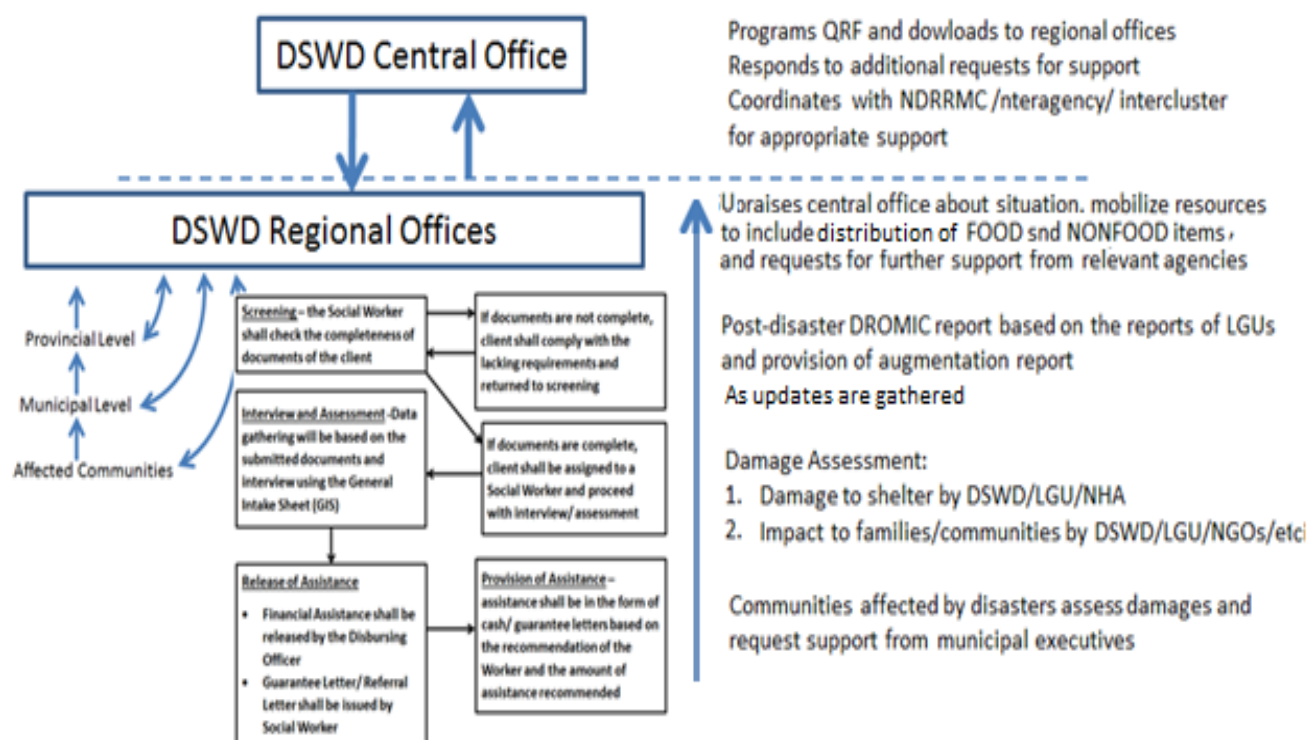 DSWD Central Office
Programs QRF and dowloads to regional offices
Responds to additional requests for support
Coordinates with NDRRMC /nteragency/ intercluster
for appropriate support
DSWD Regional Offices
Upraises central office about situation. mobilize resources
to include distribution of FOOD snd NONFOOD items,
and requests for further support from relevant agencies
Provincial Level
Municipal Level
Affected Communities
Screening – the Social Worker
shall check the completeness of
documents of the client
If documents are not complete,
client shall comply with the
lacking requirements and
returned to screening
Interview and Assessment -Data
gathering will be based on the
submitted documents and
interview using the General
Intake Sheet (GIS)
If documents are complete,
client shall be assigned to a
Social Worker and proceed
with interview/ assessment
Release of Assistance
• Financial Assistance shall be
released by the Disbursing
Officer
• Guarantee Letter/ Referral
Letter shall be issued by
Social Worker
Provision of Assistance –
assistance shall be in the form of
cash/ guarantee letters based on
the recommendation of the
Worker and the amount of
assistance recommended
Post-disaster DROMIC report based on the reports of LGUs
and provision of augmentation report
As updates are gathered
Damage Assessment:
1. Damage to shelter by DSWD/LGU/NHA
2. Impact to families/communities by DSWD/LGU/NGOs/etci
Communities affected by disasters assess damages and
request support from municipal executives